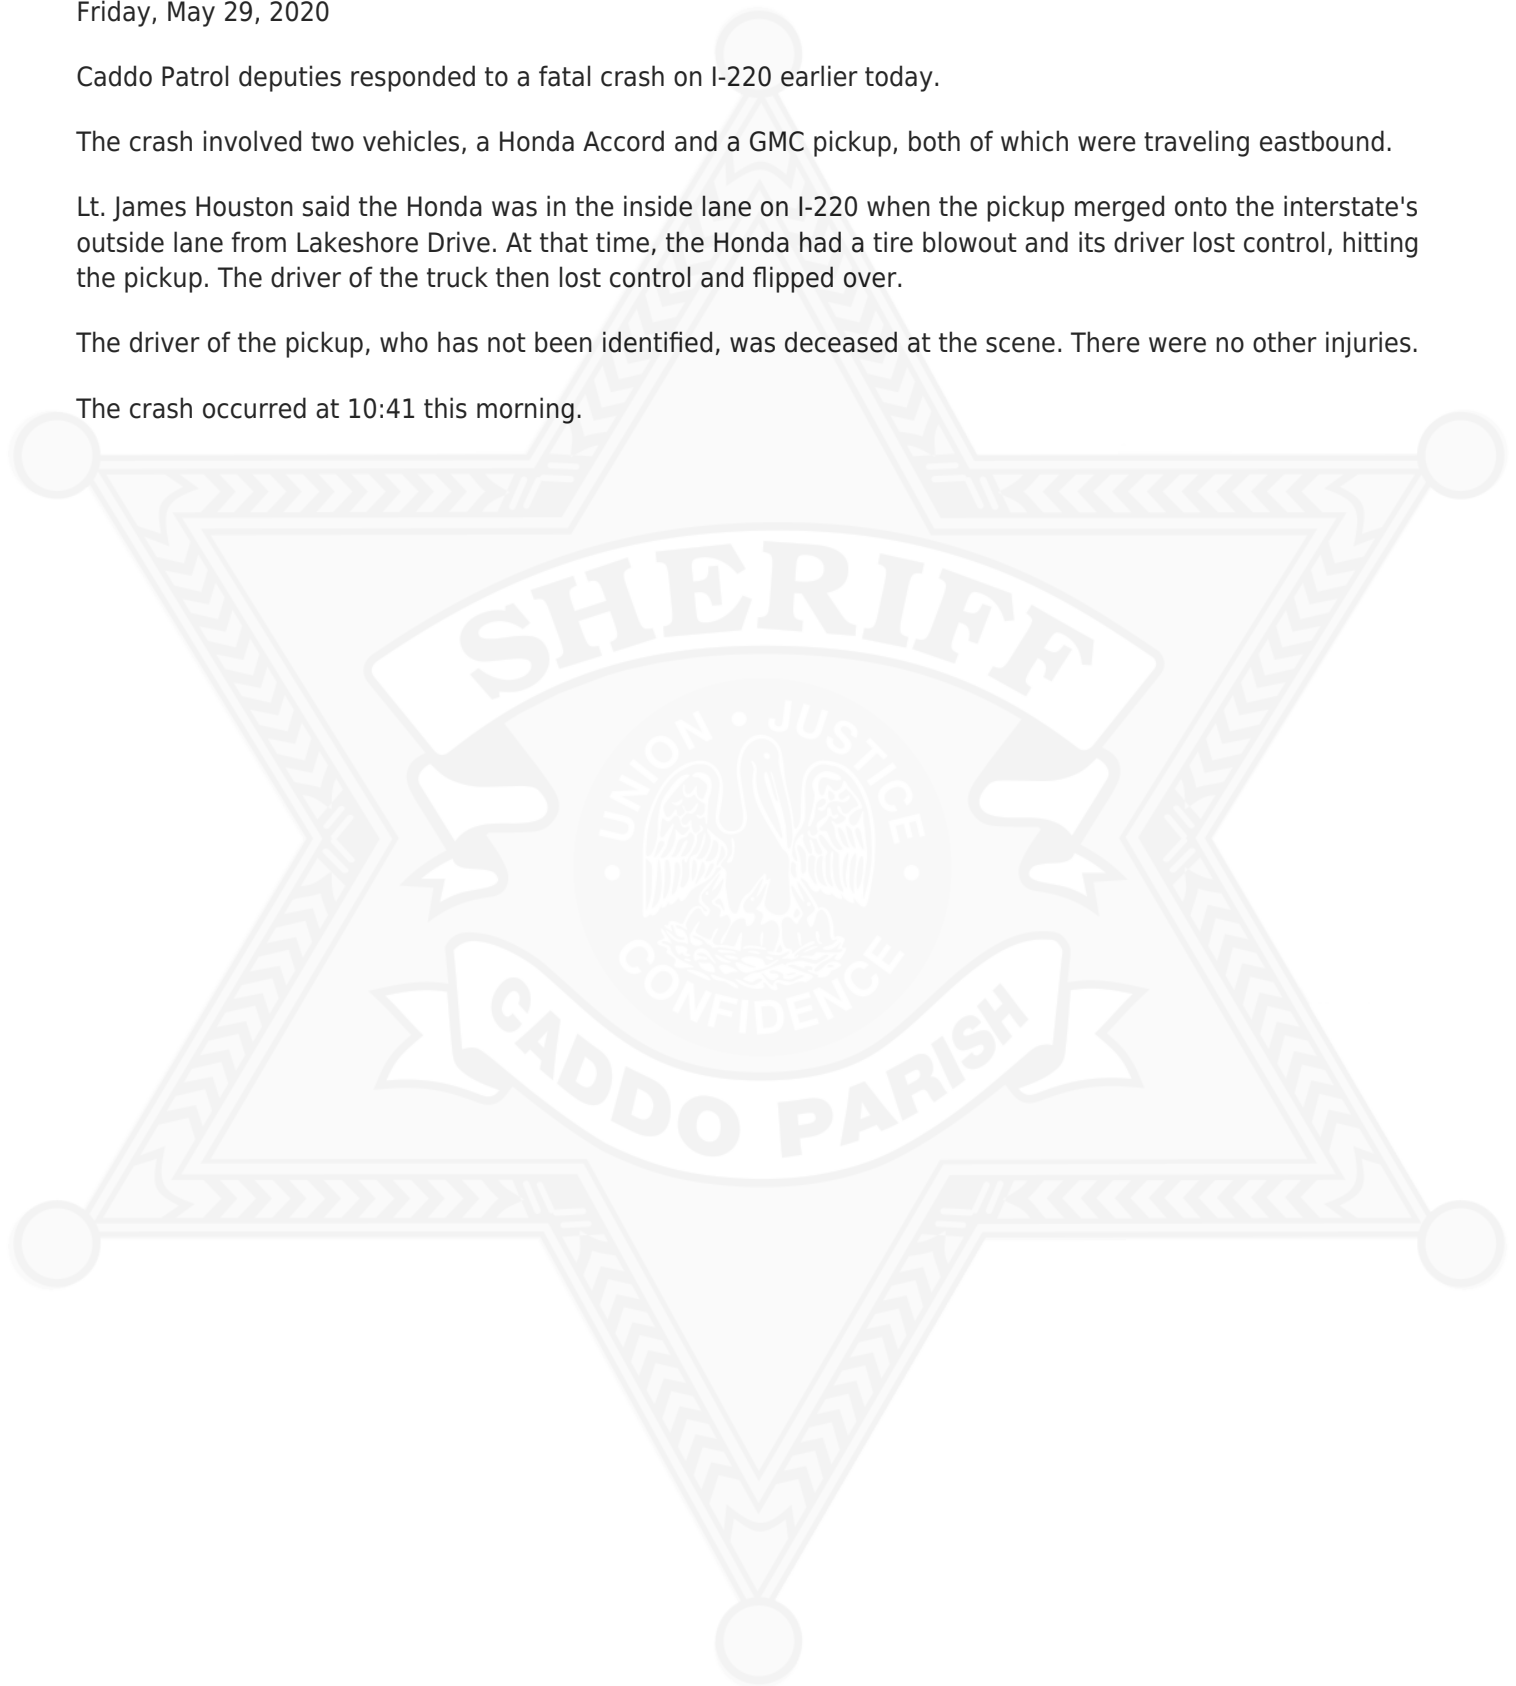 Friday, May 29, 2020
Caddo Patrol deputies responded to a fatal crash on I-220 earlier today.
The crash involved two vehicles, a Honda Accord and a GMC pickup, both of which were traveling eastbound.
Lt. James Houston said the Honda was in the inside lane on I-220 when the pickup merged onto the interstate's
outside lane from Lakeshore Drive. At that time, the Honda had a tire blowout and its driver lost control, hitting
the pickup. The driver of the truck then lost control and flipped over.
The driver of the pickup, who has not been identified, was deceased at the scene. There were no other injuries.
The crash occurred at 10:41 this morning.
SHERIFF
UNION • JUSTICE •
• CONFIDENCE
CADDO PARISH